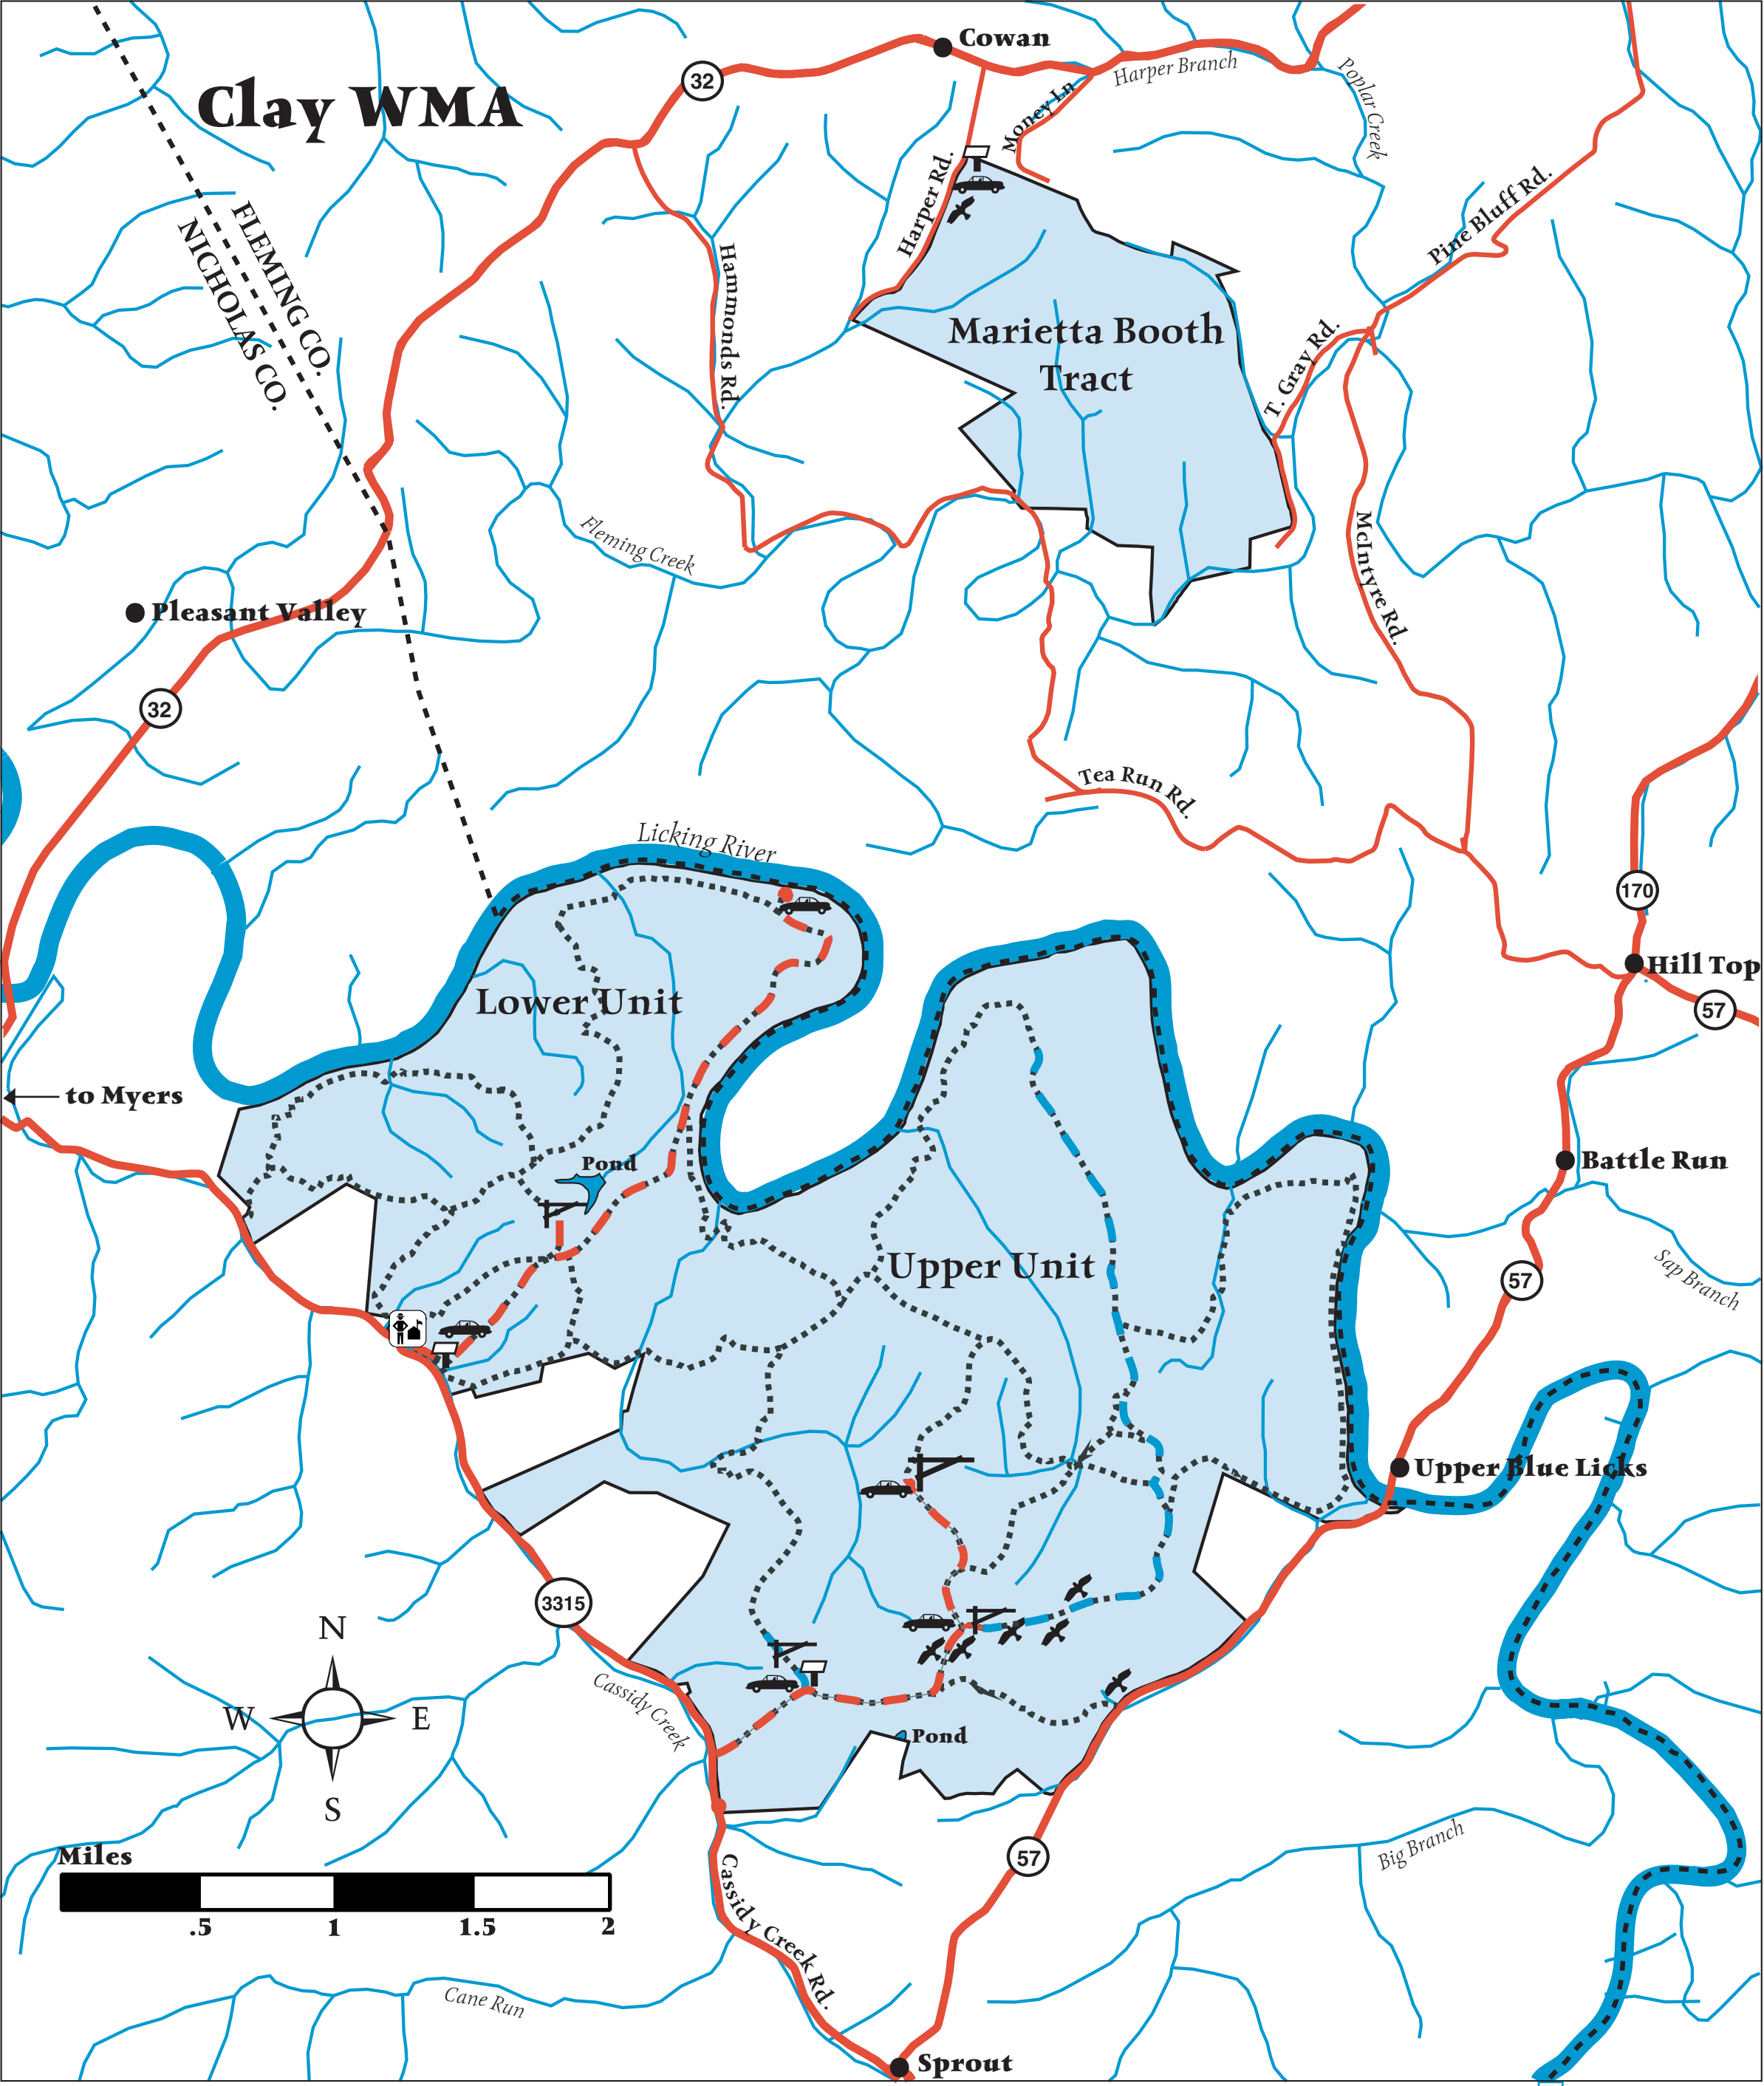 Cowan
32
Harper Branch
Poplar Creek
Clay WMA
Money Ln
Harper Rd.
Pine Bluff Rd.
FLEMING CO.
NICHOLAS CO.
Hammonds Rd.
Marietta Booth
Tract
T. Gray Rd.
Fleming Creek
McIntyre Rd.
Pleasant Valley
32
Tea Run Rd.
Licking River
170
Hill Top
57
Lower Unit
to Myers
Pond
Battle Run
Upper Unit
57
Sap Branch
Upper Blue Licks
3315
N
W
E
S
Cassidy Creek
Pond
Big Branch
57
Miles
.5
1
1.5
2
Cassidy Creek Rd.
Cane Run
Sprout